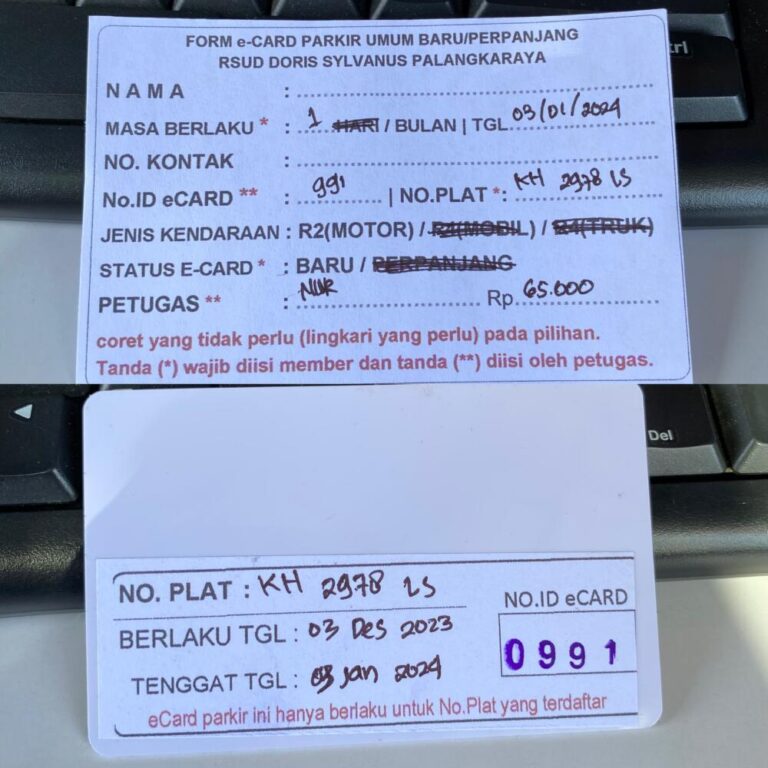 FORM e-CARD PARKIR UMUM BARU/PERPANJANG
RSUD DORIS SYLVANUS PALANGKARAYA
NAMA :
MASA BERLAKU * : 1 HARI / BULAN | TGL. 03/01/2024
NO. KONTAK :
No.ID eCARD ** : 991 | NO.PLAT *: KH 2978 LS
JENIS KENDARAAN : R2(MOTOR) / R4(MOBIL) / R4(TRUK)
STATUS E-CARD * : BARU / PERPANJANG
PETUGAS ** : NUR Rp. 65.000
coret yang tidak perlu (lingkari yang perlu) pada pilihan.
Tanda (*) wajib diisi member dan tanda (**) diisi oleh petugas.
Del
NO. PLAT : KH 2978 LS
NO.ID eCARD
BERLAKU TGL : 03 Des 2023
0991
TENGGAT TGL : 03 Jan 2024
eCard parkir ini hanya berlaku untuk No.Plat yang terdaftar